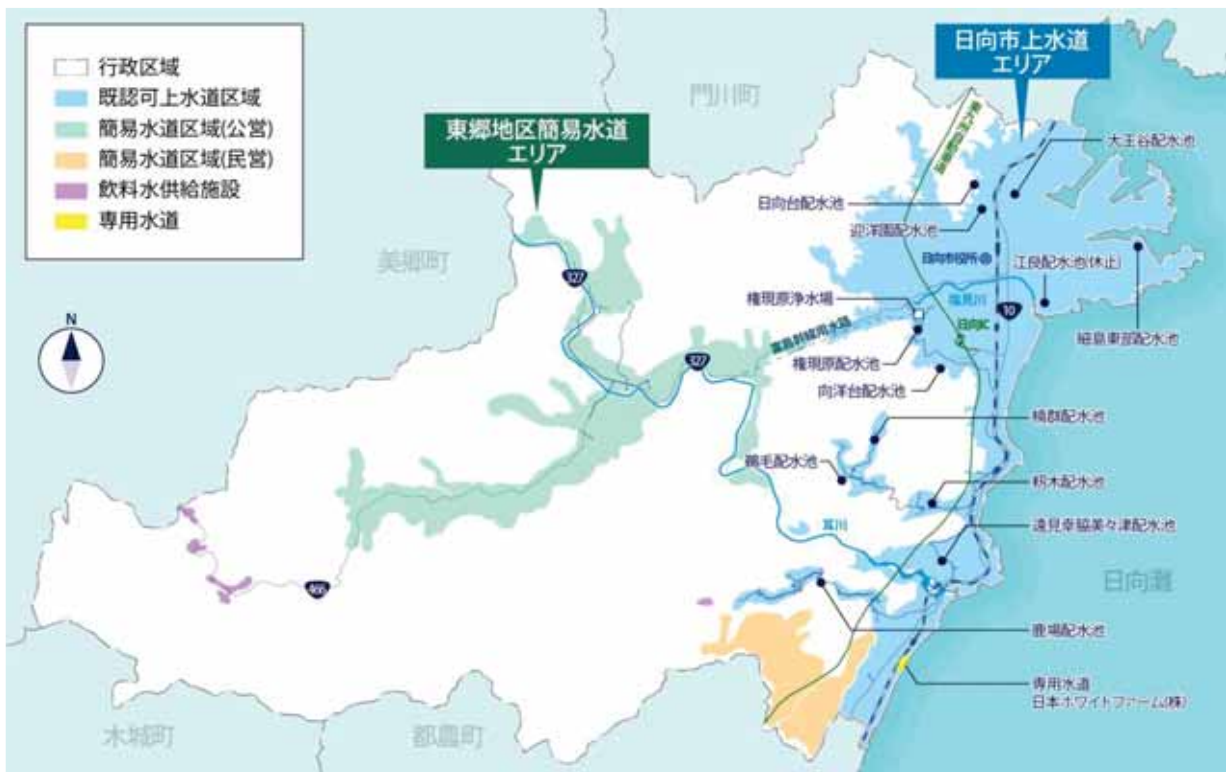 行政区域
既認可上水道区域
簡易水道区域(公営)
簡易水道区域(民営)
飲料水供給施設
専用水道
東郷地区簡易水道
エリア
日向市上水道
エリア
門川町
美郷町
木城町
都農町
日向灘
N
327
327
466
10
大王谷配水池
日向台配水池
迎洋園配水池
日向市役所
江良配水池(休止)
権現原浄水場
塩見川
日向IC
細島東部配水池
富島幹線用水路
権現原配水池
向洋台配水池
鵜毛配水池
籾木配水池
耳川
遠見幸脇美々津配水池
鹿場配水池
専用水道
日本ホワイトファーム(株)